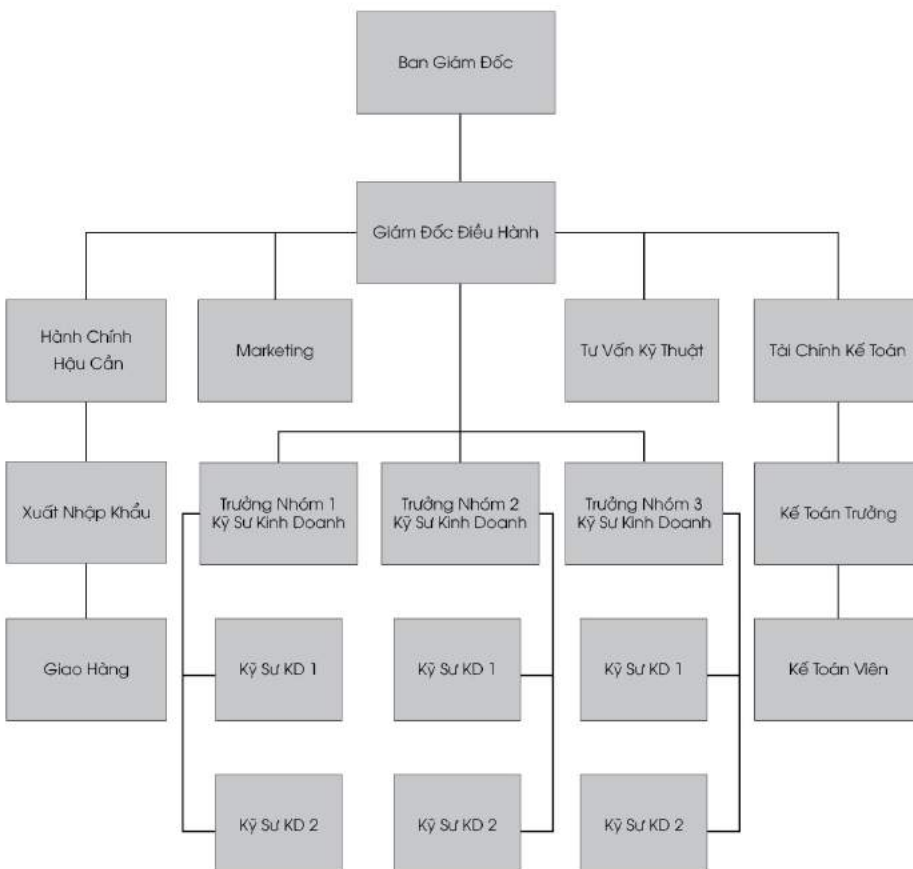 Ban Giám Đốc
Giám Đốc Điều Hành
Hành Chính
Hậu Cần
Marketing
Tư Vấn Kỹ Thuật
Tài Chính Kế Toán
Xuất Nhập Khẩu
Trưởng Nhóm 1
Kỹ Sư Kinh Doanh
Trưởng Nhóm 2
Kỹ Sư Kinh Doanh
Trưởng Nhóm 3
Kỹ Sư Kinh Doanh
Kế Toán Trưởng
Giao Hàng
Kỹ Sư KD 1
Kỹ Sư KD 1
Kỹ Sư KD 1
Kế Toán Viên
Kỹ Sư KD 2
Kỹ Sư KD 2
Kỹ Sư KD 2